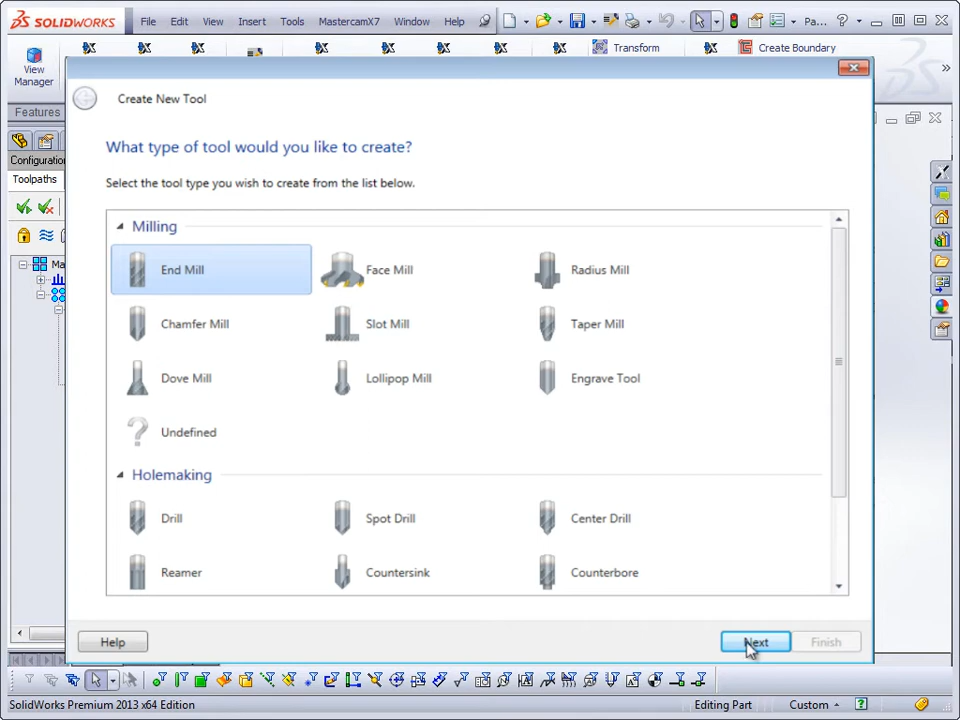 SOLIDWORKS File Edit View Insert Tools MastercamX7 Window Help Pa...
Transform Create Boundary
View
Manager
Features
Create New Tool
What type of tool would you like to create?
Select the tool type you wish to create from the list below.
Configuratio
Toolpaths
Ma
Milling
End Mill Face Mill Radius Mill
Chamfer Mill Slot Mill Taper Mill
Dove Mill Lollipop Mill Engrave Tool
Undefined
Holemaking
Drill Spot Drill Center Drill
Reamer Countersink Counterbore
Help Next Finish
SolidWorks Premium 2013 x64 Edition Editing Part Custom